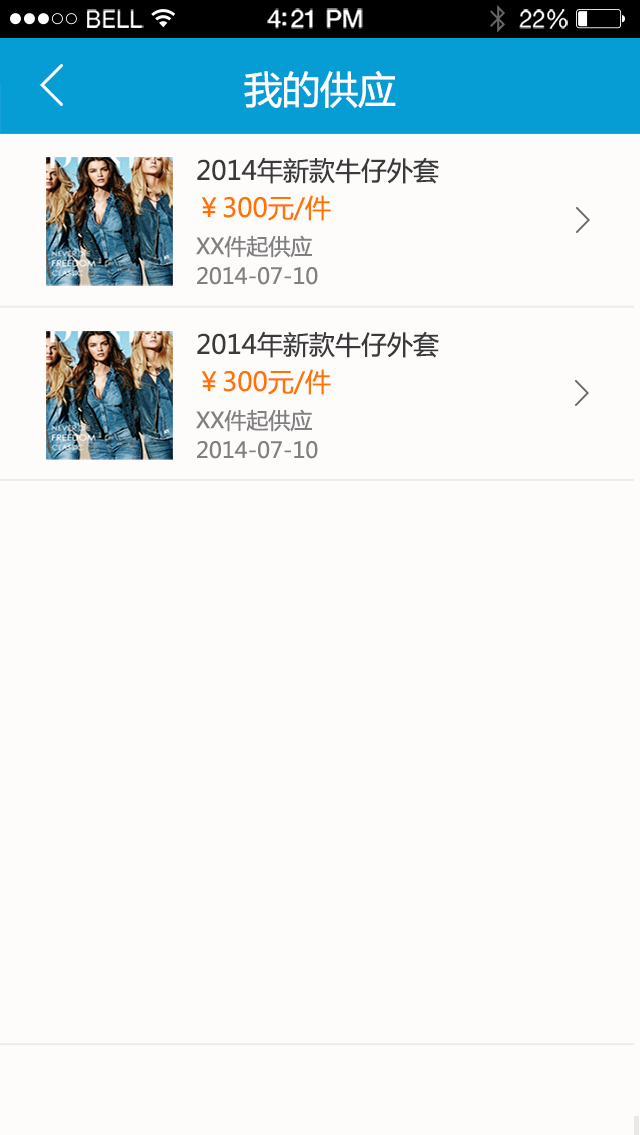 BELL 4:21 PM 22%
我的供应
2014年新款牛仔外套
￥300元/件
XX件起供应
2014-07-10
NEVER
FREEDOM
CLASSIC
2014年新款牛仔外套
￥300元/件
XX件起供应
2014-07-10
NEVER
FREEDOM
CLASSIC